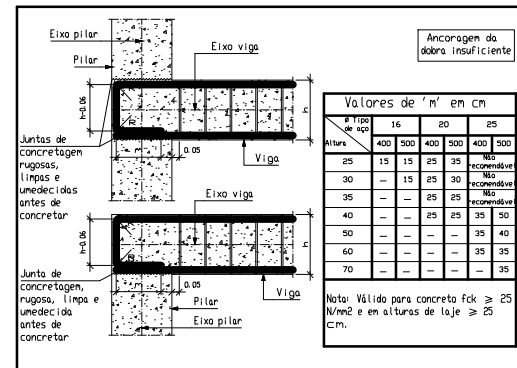 Eixo pilar
Pilar
Eixo viga
Ancoragem da
dobra insuficiente
h-0.06
h
R
m
0.05
Viga
Juntas de
concretagem
rugosas,
limpas e
umedecidas
antes de
concretar
Eixo viga
h-0.06
h
R
m
0.05
Viga
Pilar
Eixo pilar
Junta de
concretagem,
rugosa, limpa e
umedecida
antes de
concretar
Valores de 'm' em cm
ø Tipo de aço 16 20 25
Altura 400 500 400 500 400 500
25 15 15 25 35 Não recomendável
30 – 15 25 30 Não recomendável
35 – – 25 25 Não recomendável
40 – – 25 25 35 50
50 – – – – 35 40
60 – – – – 35 35
70 – – – – – 35
Nota: Válido para concreto fck ≥ 25
N/mm2 e em alturas de laje ≥ 25
cm.